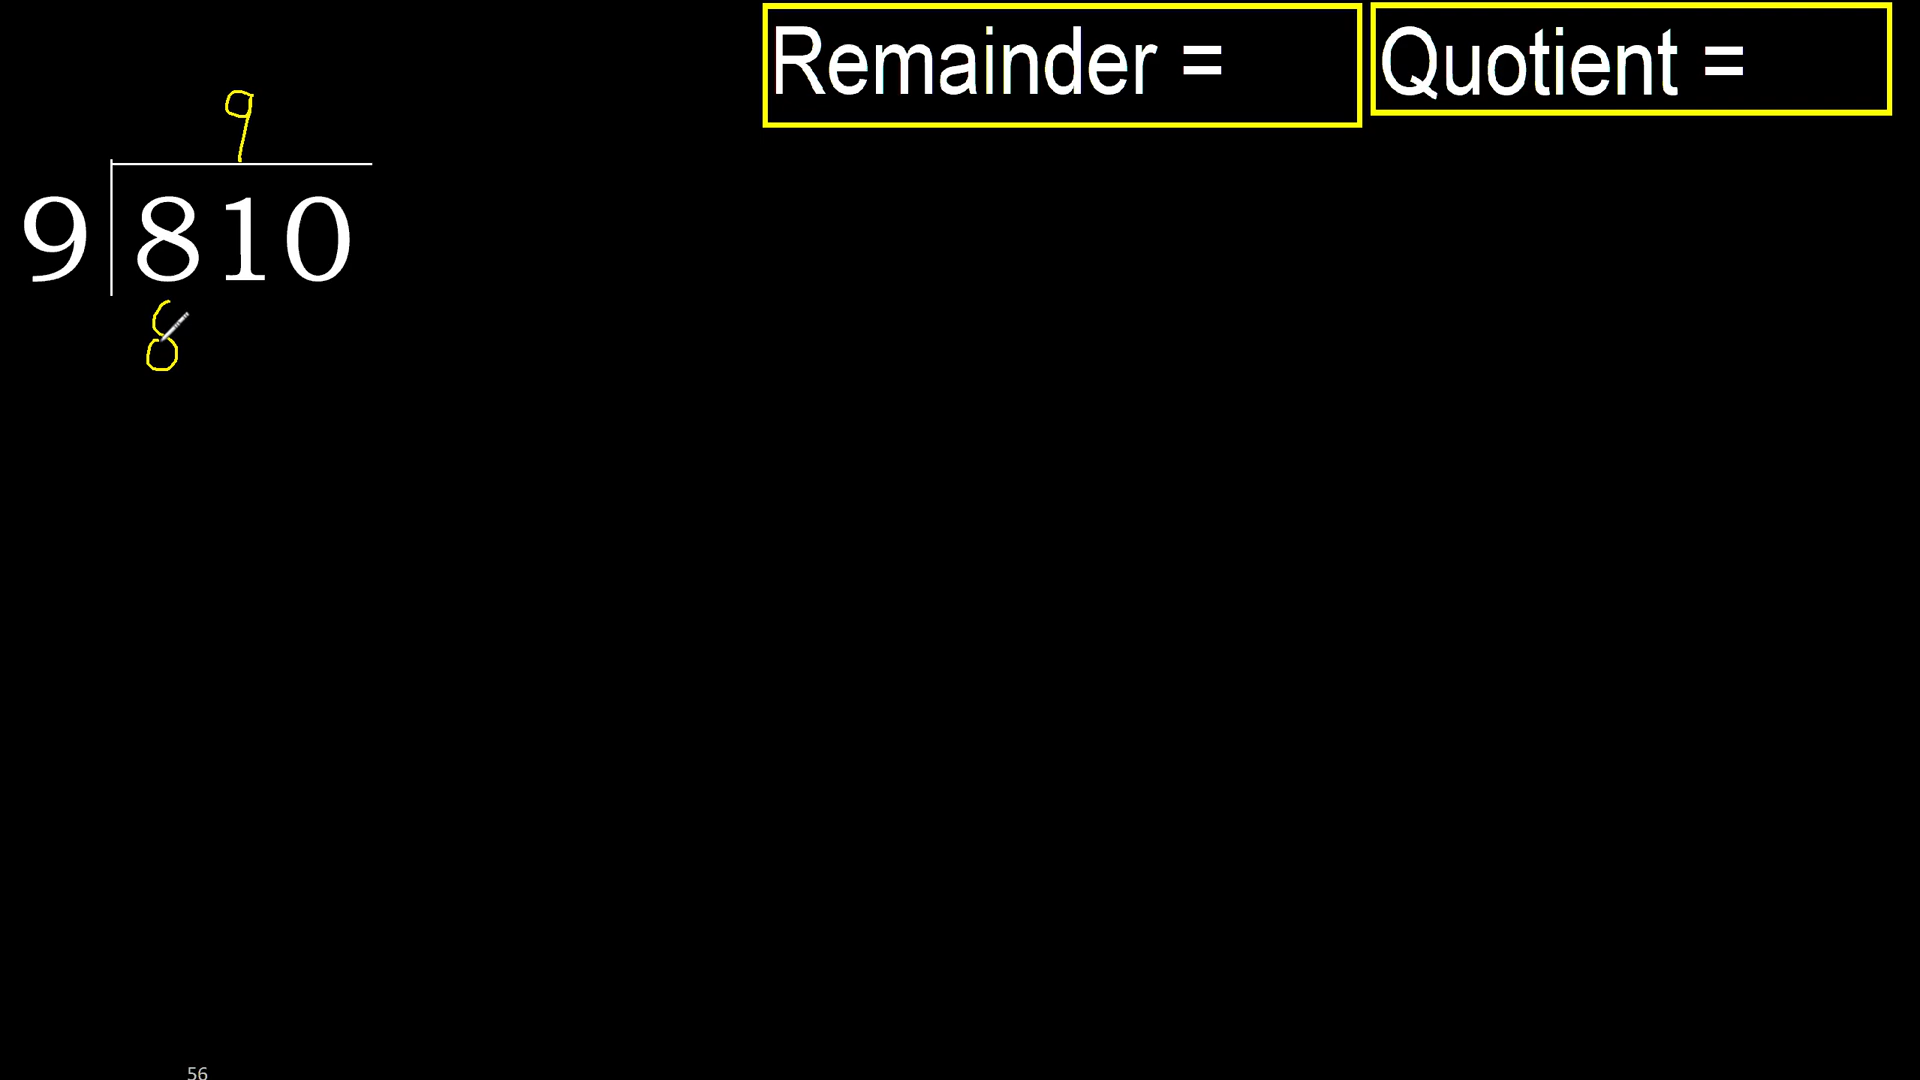 Remainder =
Quotient =
9
9 810
8
56